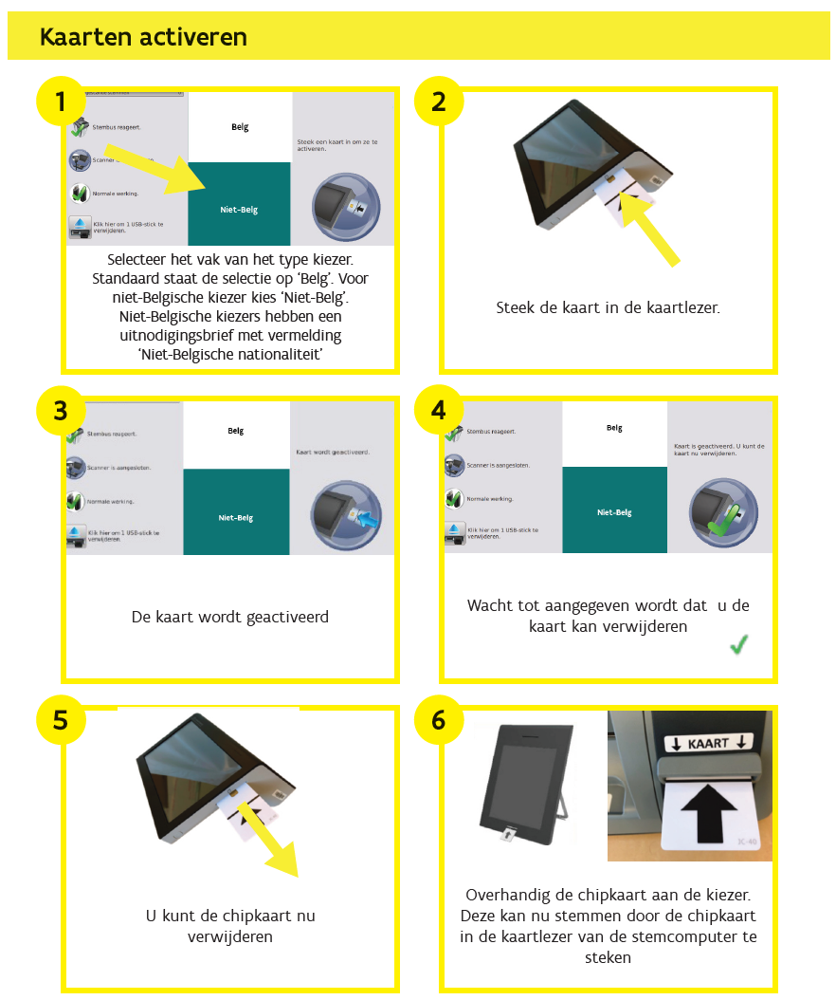 Kaarten activeren
1
Stembus reageert.
Scanner is
Normale werking.
Klik hier om 1 USB-stick te
verwijderen.
Belg
Niet-Belg
Steek een kaart in om ze te
activeren.
Selecteer het vak van het type kiezer.
Standaard staat de selectie op ‘Belg’. Voor
niet-Belgische kiezer kies ‘Niet-Belg’.
Niet-Belgische kiezers hebben een
uitnodigingsbrief met vermelding
‘Niet-Belgische nationaliteit’
2
Steek de kaart in de kaartlezer.
3
Stembus reageert.
Scanner is aangesloten.
Normale werking.
Klik hier om 1 USB-stick te
verwijderen.
Belg
Niet-Belg
Kaart wordt geactiveerd.
De kaart wordt geactiveerd
4
Stembus reageert.
Scanner is aangesloten.
Normale werking.
Klik hier om 1 USB-stick te
verwijderen.
Belg
Niet-Belg
Kaart is geactiveerd. U kunt de
kaart nu verwijderen.
Wacht tot aangegeven wordt dat  u de
kaart kan verwijderen
5
U kunt de chipkaart nu
verwijderen
6
↓ KAART ↓
IC-40
Overhandig de chipkaart aan de kiezer.
Deze kan nu stemmen door de chipkaart
in de kaartlezer van de stemcomputer te
steken